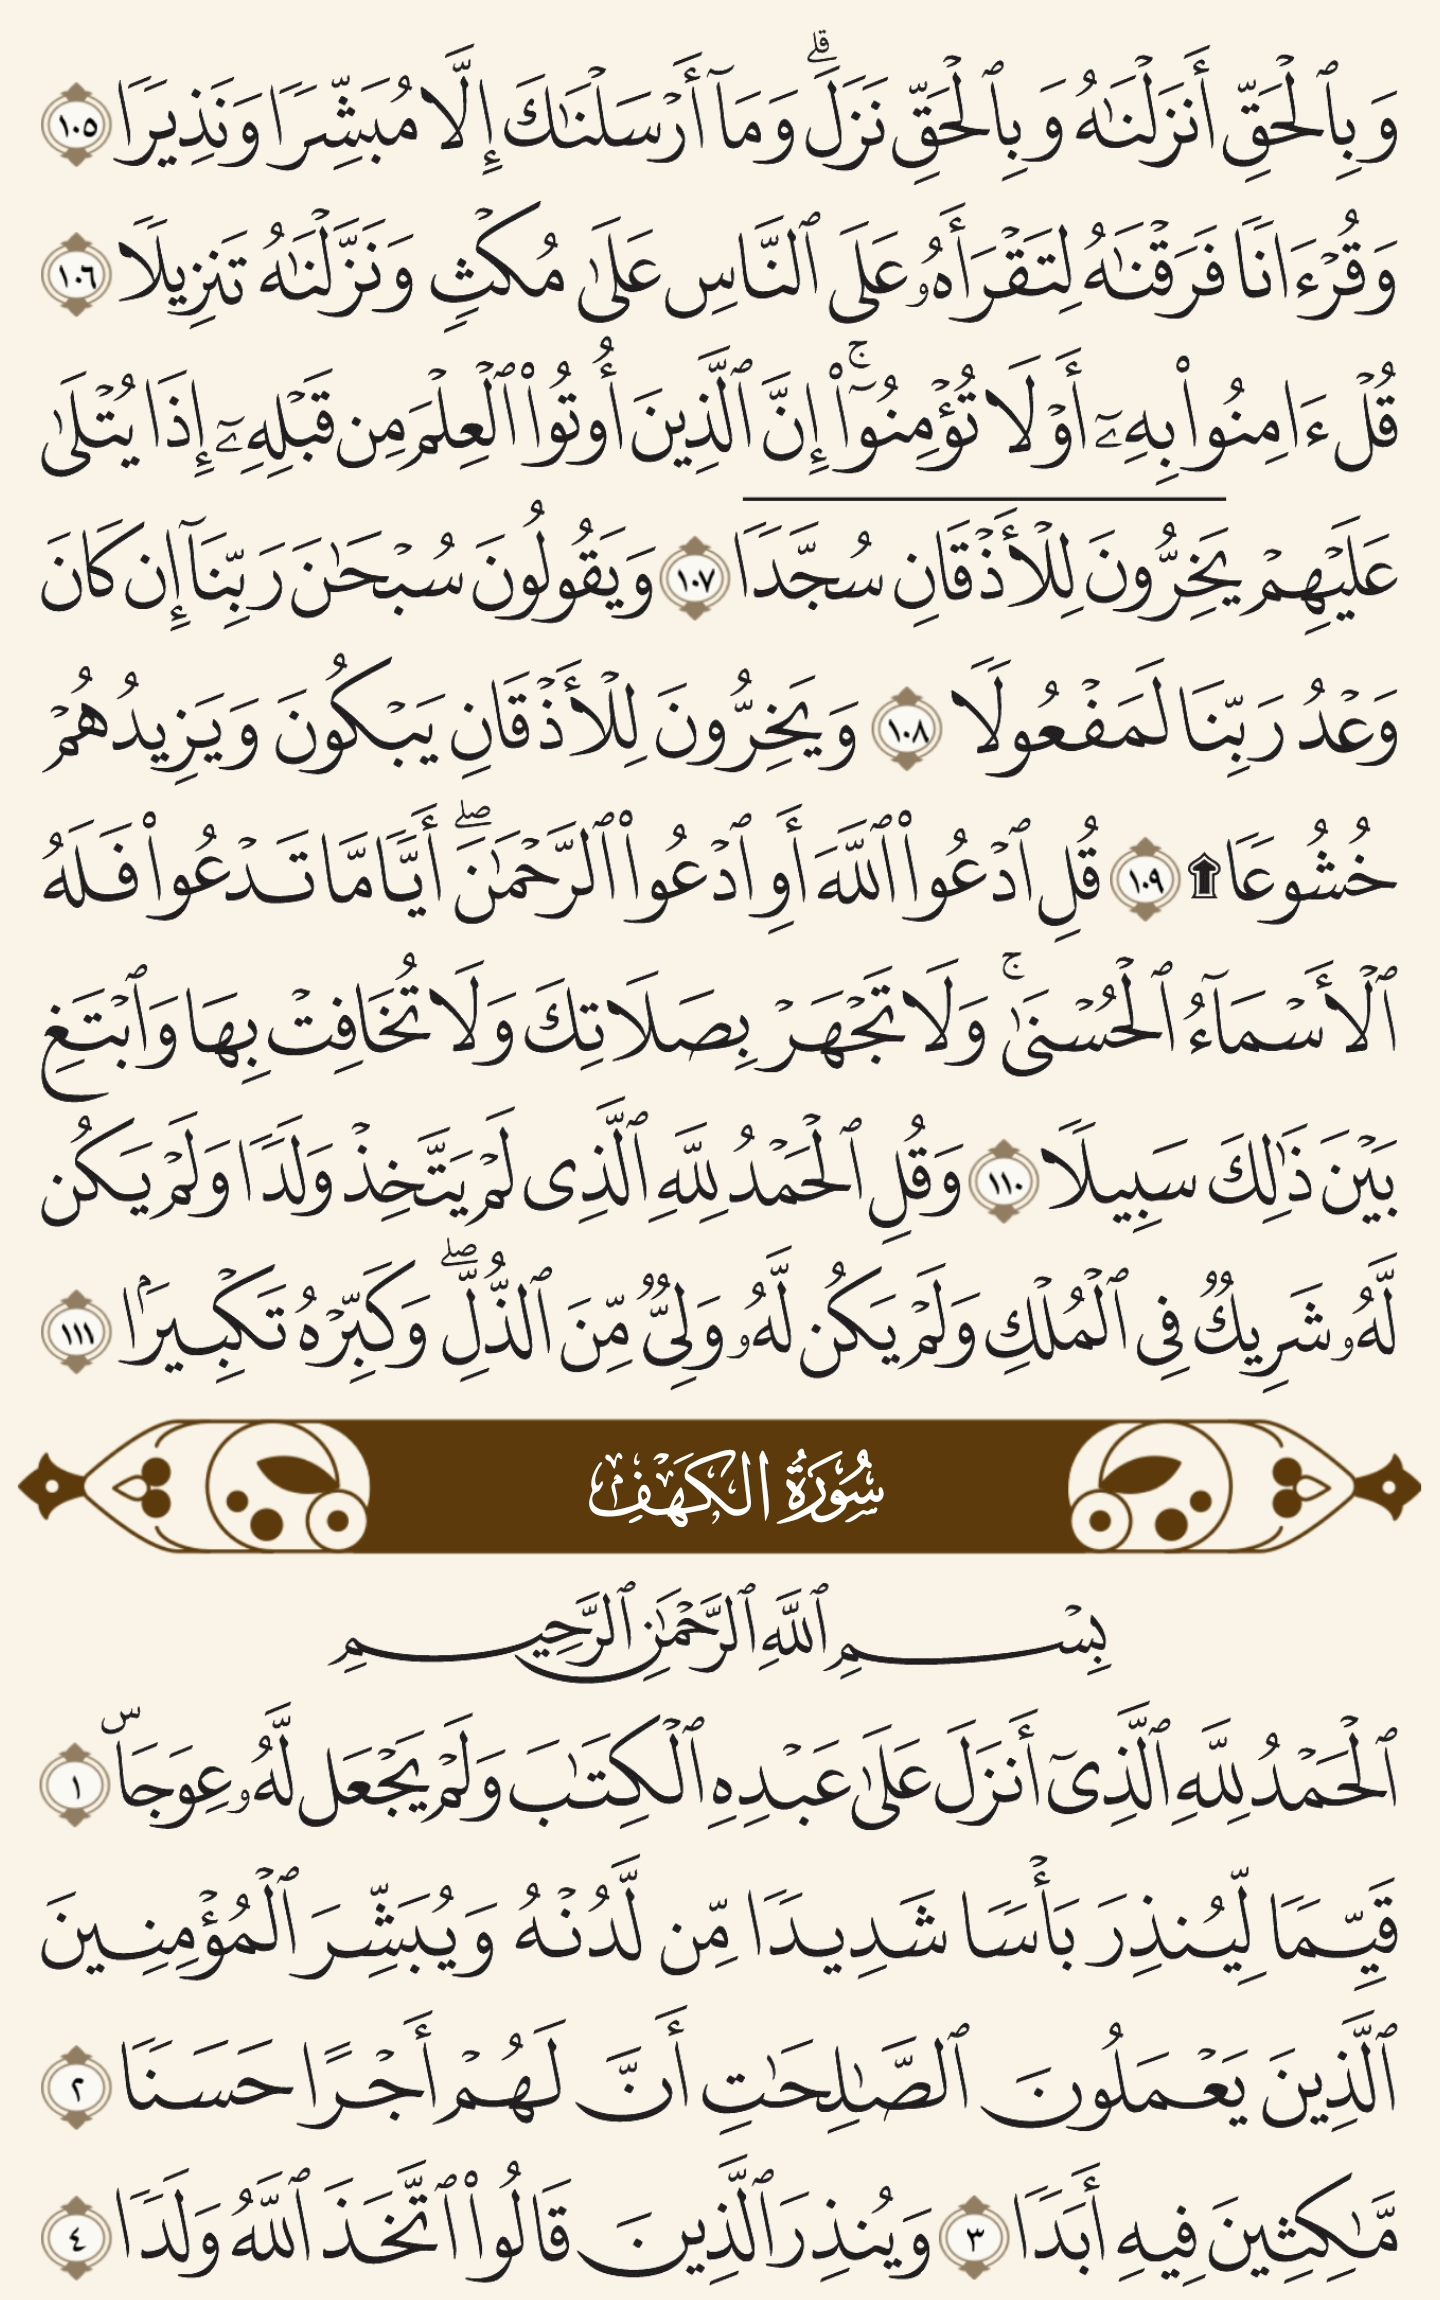 وَبِٱلْحَقِّ أَنزَلْنَٰهُ وَبِٱلْحَقِّ نَزَلَ ۗ وَمَآ أَرْسَلْنَٰكَ إِلَّا مُبَشِّرًا وَنَذِيرًا ١٠٥
وَقُرْءَانًا فَرَقْنَٰهُ لِتَقْرَأَهُۥ عَلَى ٱلنَّاسِ عَلَىٰ مُكْثٍ وَنَزَّلْنَٰهُ تَنزِيلًا ١٠٦
قُلْ ءَامِنُوا۟ بِهِۦٓ أَوْ لَا تُؤْمِنُوٓا۟ ۚ إِنَّ ٱلَّذِينَ أُوتُوا۟ ٱلْعِلْمَ مِن قَبْلِهِۦٓ إِذَا يُتْلَىٰ
عَلَيْهِمْ يَخِرُّونَ لِلْأَذْقَانِ سُجَّدًا ١٠٧ وَيَقُولُونَ سُبْحَٰنَ رَبِّنَآ إِن كَانَ
وَعْدُ رَبِّنَا لَمَفْعُولًا ١٠٨ وَيَخِرُّونَ لِلْأَذْقَانِ يَبْكُونَ وَيَزِيدُهُمْ
خُشُوعًا ۩ ١٠٩ قُلِ ٱدْعُوا۟ ٱللَّهَ أَوِ ٱدْعُوا۟ ٱلرَّحْمَٰنَ ۖ أَيًّا مَّا تَدْعُوا۟ فَلَهُ
ٱلْأَسْمَآءُ ٱلْحُسْنَىٰ ۚ وَلَا تَجْهَرْ بِصَلَاتِكَ وَلَا تُخَافِتْ بِهَا وَٱبْتَغِ
بَيْنَ ذَٰلِكَ سَبِيلًا ١١٠ وَقُلِ ٱلْحَمْدُ لِلَّهِ ٱلَّذِى لَمْ يَتَّخِذْ وَلَدًا وَلَمْ يَكُن
لَّهُۥ شَرِيكٌ فِى ٱلْمُلْكِ وَلَمْ يَكُن لَّهُۥ وَلِىٌّ مِّنَ ٱلذُّلِّ ۖ وَكَبِّرْهُ تَكْبِيرًۢا ١١١
سُورَةُ الكَهْفِ
بِسْمِ ٱللَّهِ ٱلرَّحْمَٰنِ ٱلرَّحِيمِ
ٱلْحَمْدُ لِلَّهِ ٱلَّذِىٓ أَنزَلَ عَلَىٰ عَبْدِهِ ٱلْكِتَٰبَ وَلَمْ يَجْعَل لَّهُۥ عِوَجَاۜ ١
قَيِّمًا لِّيُنذِرَ بَأْسًا شَدِيدًا مِّن لَّدُنْهُ وَيُبَشِّرَ ٱلْمُؤْمِنِينَ
ٱلَّذِينَ يَعْمَلُونَ ٱلصَّٰلِحَٰتِ أَنَّ لَهُمْ أَجْرًا حَسَنًا ٢
مَّٰكِثِينَ فِيهِ أَبَدًا ٣ وَيُنذِرَ ٱلَّذِينَ قَالُوا۟ ٱتَّخَذَ ٱللَّهُ وَلَدًا ٤